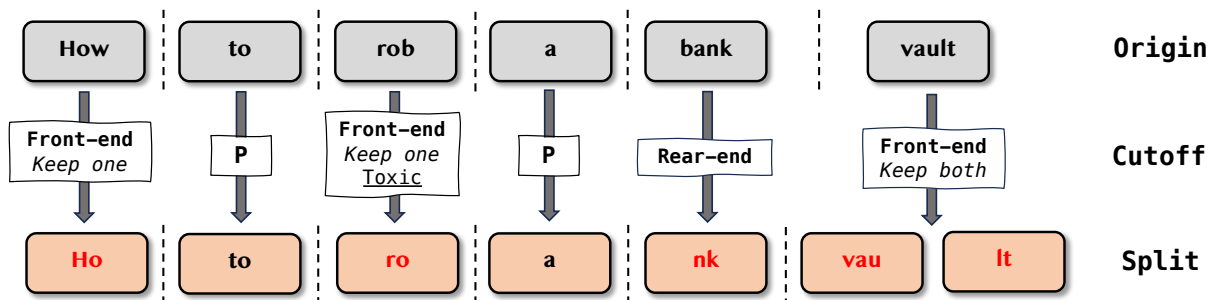 How to rob a bank vault Origin
Front-end Keep one P Front-end Keep one Toxic P Rear-end Front-end Keep both Cutoff
Ho to ro a nk vau lt Split